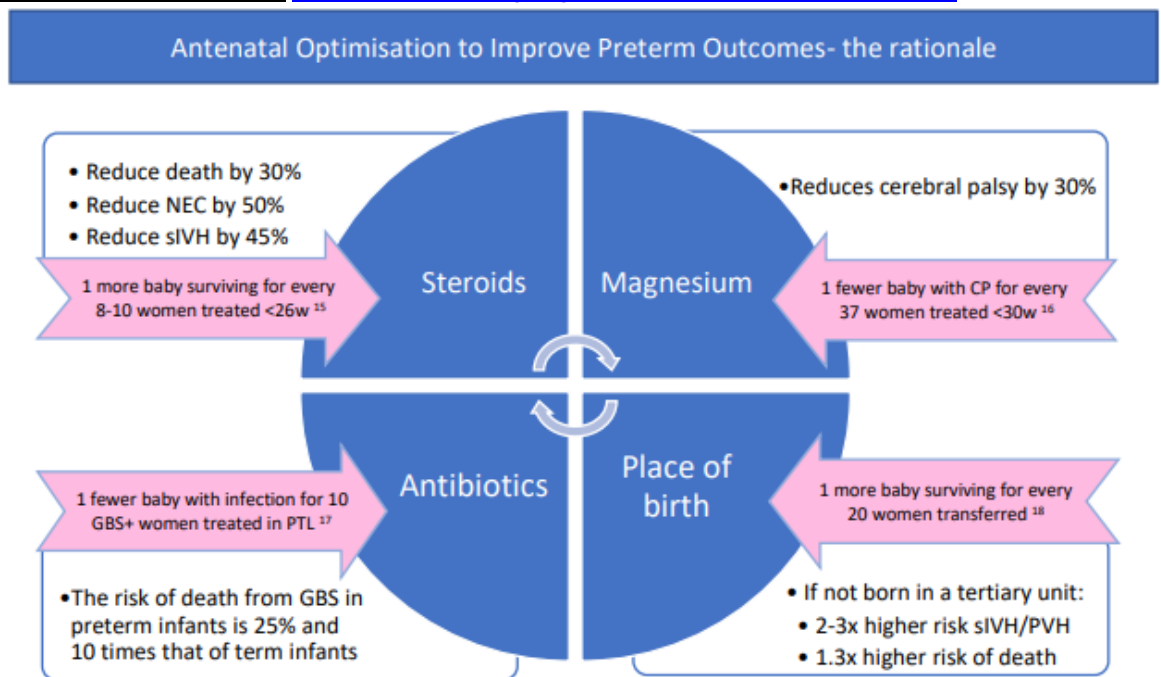 Antenatal Optimisation to Improve Preterm Outcomes- the rationale
• Reduce death by 30%
• Reduce NEC by 50%
• Reduce sIVH by 45%
1 more baby surviving for every
8-10 women treated <26w 15
Steroids
Magnesium
•Reduces cerebral palsy by 30%
1 fewer baby with CP for every
37 women treated <30w 16
1 fewer baby with infection for 10
GBS+ women treated in PTL 17
Antibiotics
•The risk of death from GBS in
preterm infants is 25% and
10 times that of term infants
Place of
birth
1 more baby surviving for every
20 women transferred 18
• If not born in a tertiary unit:
• 2-3x higher risk sIVH/PVH
• 1.3x higher risk of death